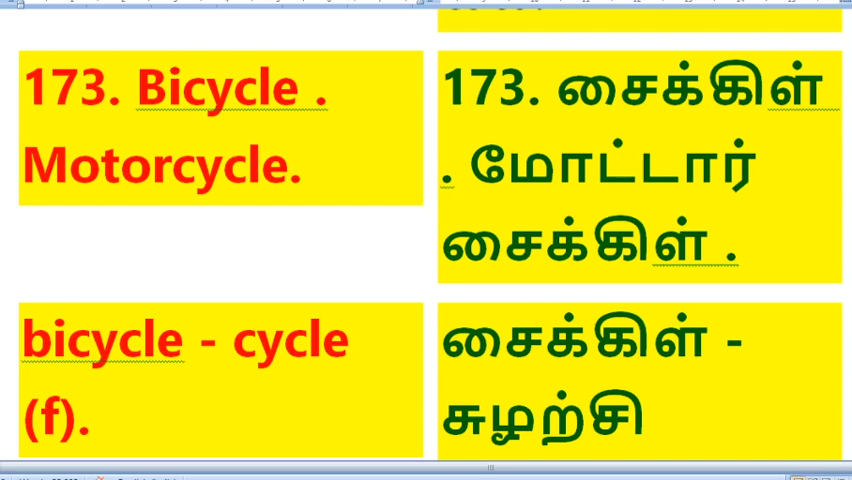 173. Bicycle .
Motorcycle.
173. சைக்கிள்
. மோட்டார்
சைக்கிள் .
bicycle - cycle
(f).
சைக்கிள் -
சுழற்சி